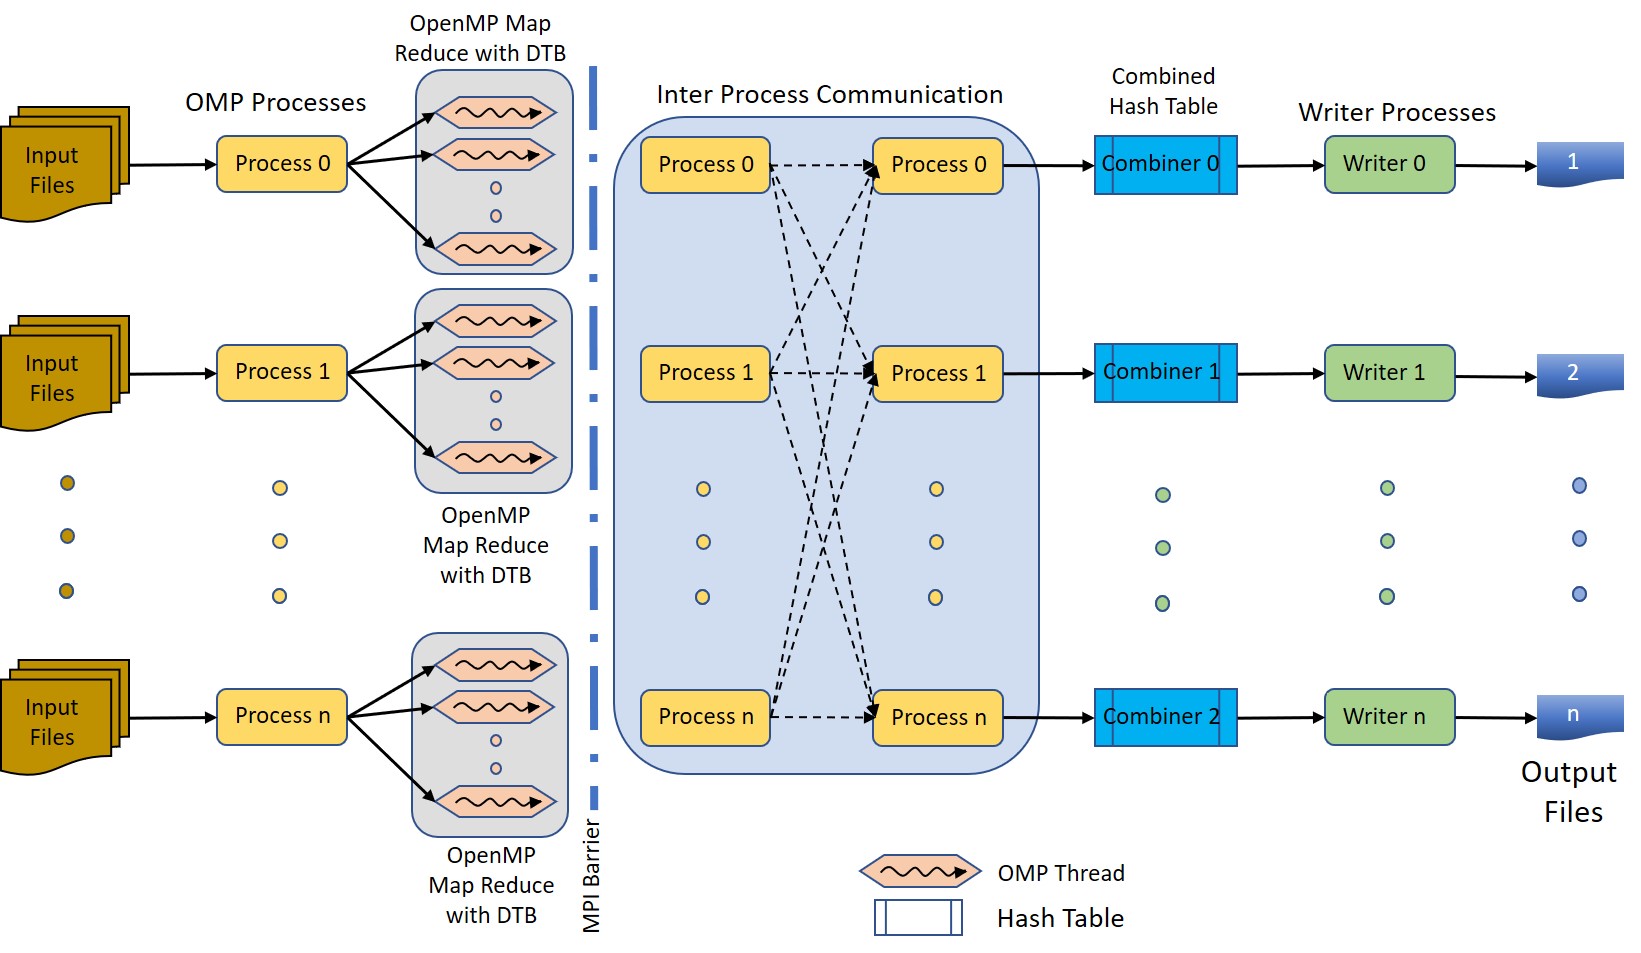 OpenMP Map
Reduce with DTB
OMP Processes
Inter Process Communication
Combined
Hash Table
Writer Processes
Input
Files
Process 0
Process 0
Process 0
Combiner 0
Writer 0
1
Input
Files
Process 1
Process 1
Process 1
Combiner 1
Writer 1
2
OpenMP
Map Reduce
with DTB
Input
Files
Process n
Process n
Process n
Combiner 2
Writer n
n
Output
Files
OpenMP
Map Reduce
with DTB
MPI Barrier
OMP Thread
Hash Table